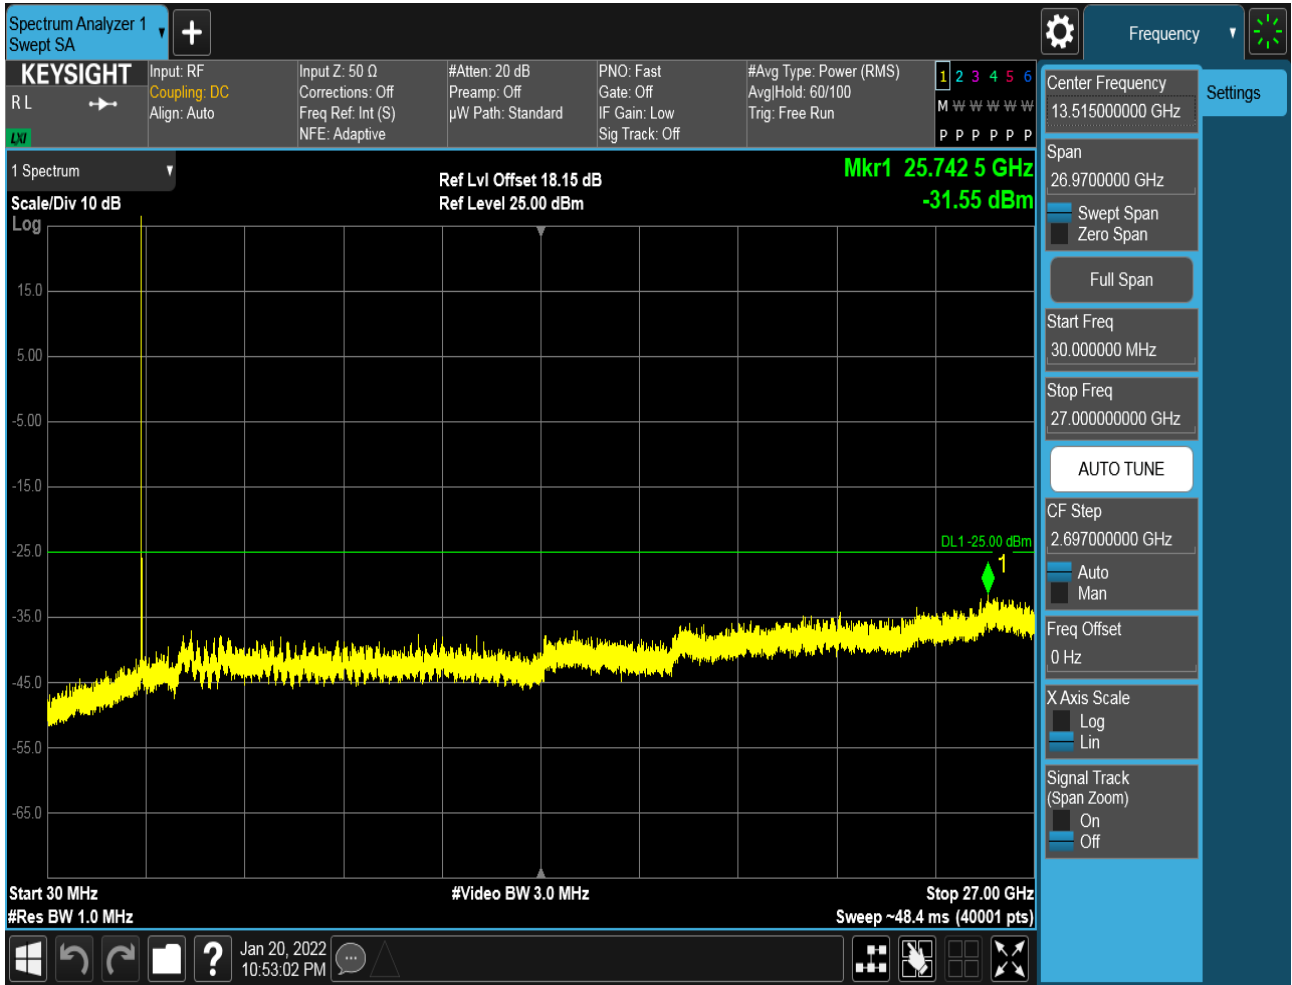 Spectrum Analyzer 1
Swept SA
Frequency
KEYSIGHT
R L
LXI
Input: RF
Coupling: DC
Align: Auto
Input Z: 50 Ω
Corrections: Off
Freq Ref: Int (S)
NFE: Adaptive
#Atten: 20 dB
Preamp: Off
µW Path: Standard
PNO: Fast
Gate: Off
IF Gain: Low
Sig Track: Off
#Avg Type: Power (RMS)
Avg|Hold: 60/100
Trig: Free Run
1 2 3 4 5 6
M W W W W W
P P P P P P
Center Frequency
13.515000000 GHz
Settings
Span
26.9700000 GHz
Swept Span
Zero Span
Full Span
Start Freq
30.000000 MHz
Stop Freq
27.000000000 GHz
AUTO TUNE
CF Step
2.697000000 GHz
Auto
Man
Freq Offset
0 Hz
X Axis Scale
Log
Lin
Signal Track
(Span Zoom)
On
Off
1 Spectrum
Scale/Div 10 dB
Log
Ref Lvl Offset 18.15 dB
Ref Level 25.00 dBm
Mkr1 25.742 5 GHz
-31.55 dBm
15.0
5.00
-5.00
-15.0
-25.0
-35.0
-45.0
-55.0
-65.0
DL1 -25.00 dBm
1
Start 30 MHz
#Res BW 1.0 MHz
#Video BW 3.0 MHz
Stop 27.00 GHz
Sweep ~48.4 ms (40001 pts)
?
Jan 20, 2022
10:53:02 PM